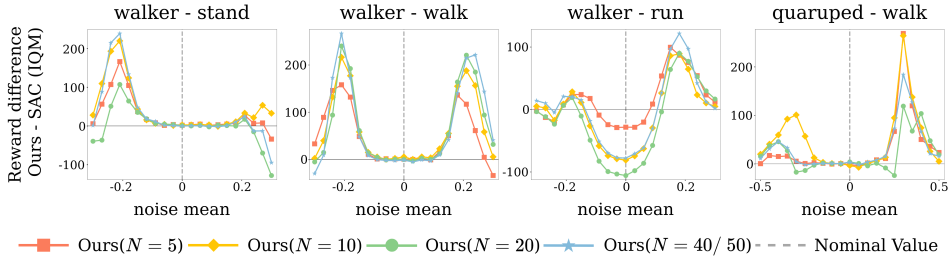 walker - stand
walker - walk
walker - run
quaruped - walk
Reward difference
Ours - SAC (IQM)
200
100
0
-100
-0.2
0
0.2
noise mean
200
100
0
-0.2
0
0.2
noise mean
100
0
-100
-0.2
0
0.2
noise mean
200
100
0
-0.5
0
0.5
noise mean
Ours(N = 5)
Ours(N = 10)
Ours(N = 20)
Ours(N = 40/ 50)
Nominal Value